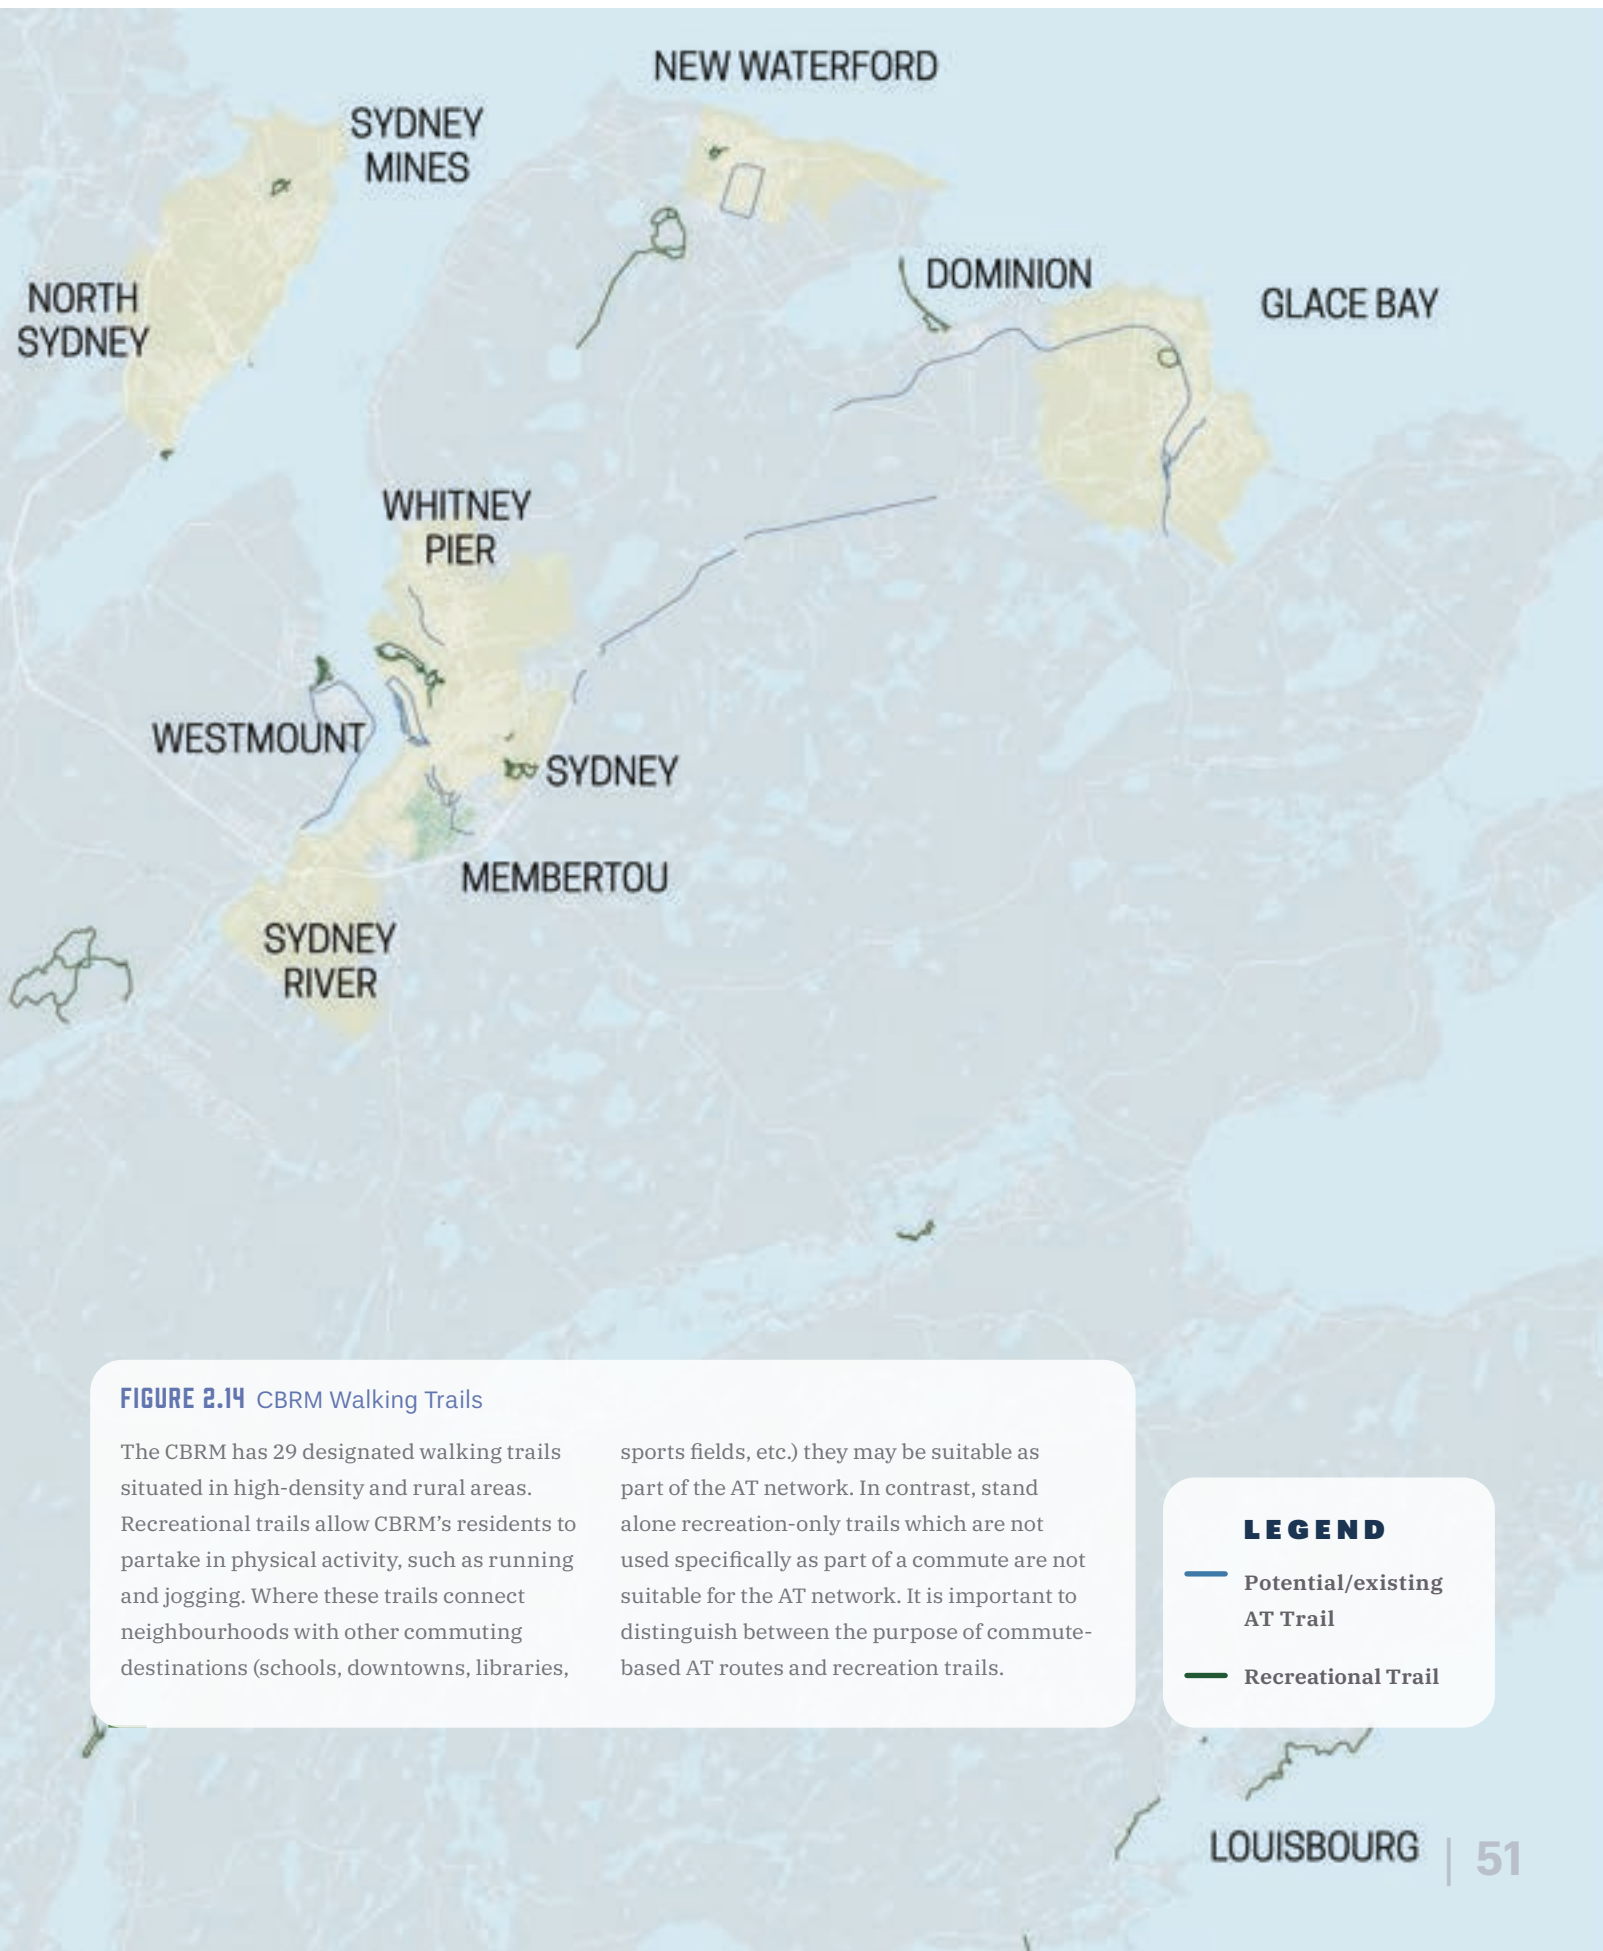 NEW WATERFORD
SYDNEY
MINES
NORTH
SYDNEY
DOMINION
GLACE BAY
WHITNEY
PIER
WESTMOUNT
SYDNEY
MEMBERTOU
SYDNEY
RIVER
FIGURE 2.14 CBRM Walking Trails
The CBRM has 29 designated walking trails
situated in high-density and rural areas.
Recreational trails allow CBRM’s residents to
partake in physical activity, such as running
and jogging. Where these trails connect
neighbourhoods with other commuting
destinations (schools, downtowns, libraries,
sports fields, etc.) they may be suitable as
part of the AT network. In contrast, stand
alone recreation-only trails which are not
used specifically as part of a commute are not
suitable for the AT network. It is important to
distinguish between the purpose of commute-
based AT routes and recreation trails.
LEGEND
Potential/existing
AT Trail
Recreational Trail
LOUISBOURG
| 51